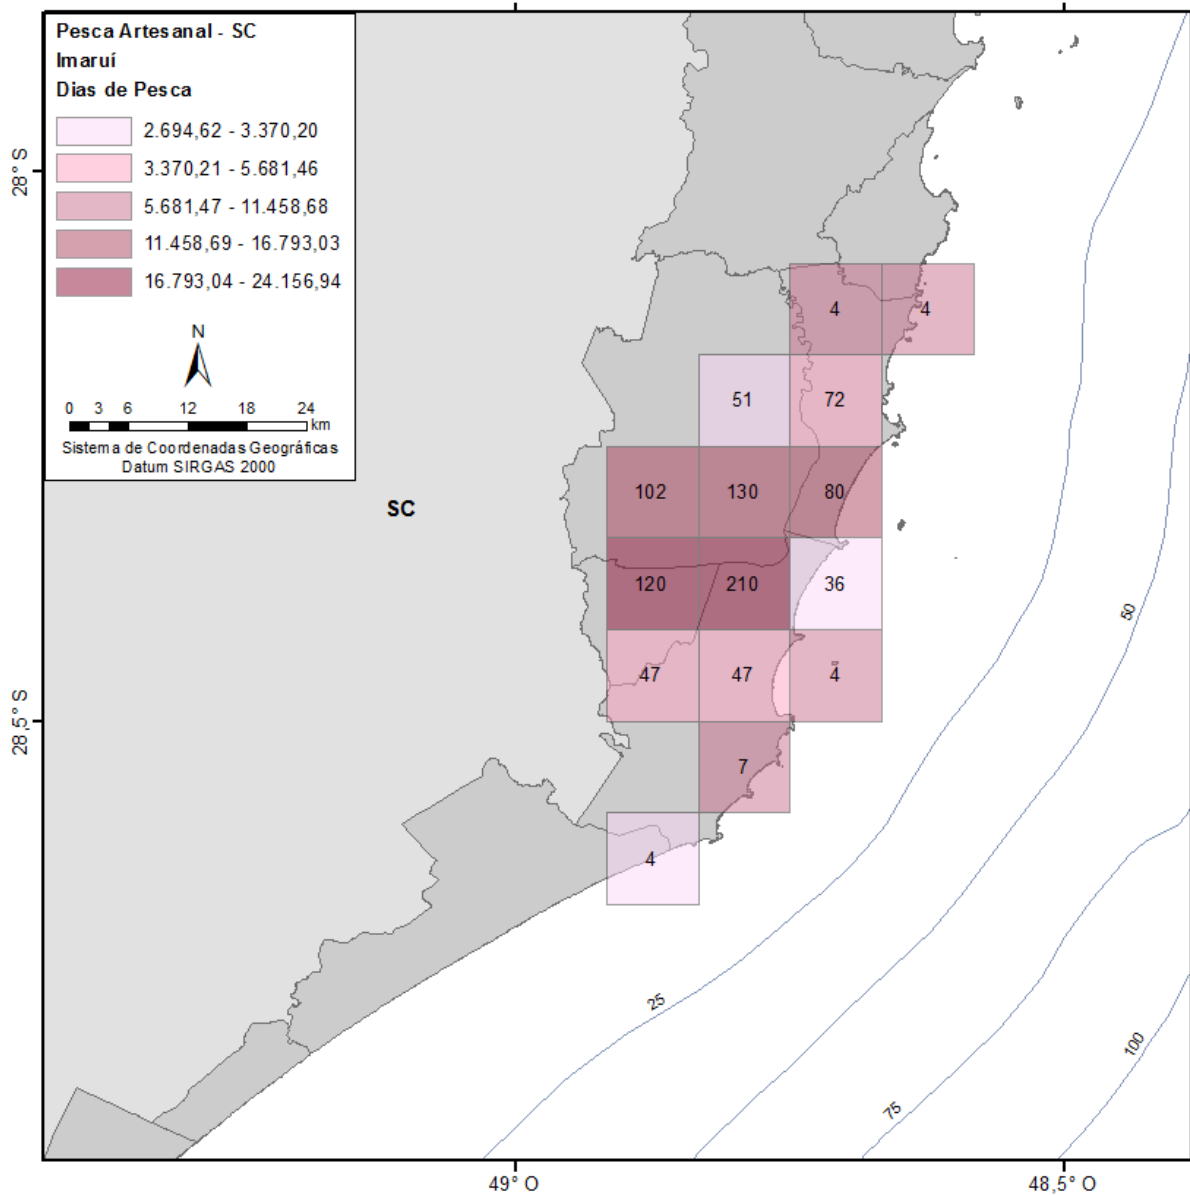 Pesca Artesanal - SC
Imaruí
Dias de Pesca
2.694,62 - 3.370,20
3.370,21 - 5.681,46
5.681,47 - 11.458,68
11.458,69 - 16.793,03
16.793,04 - 24.156,94
N
0 3 6 12 18 24
km
Sistema de Coordenadas Geográficas
Datum SIRGAS 2000
28° S
28,5° S
SC
4 4
51 72
102 130 80
120 210 36
47 47 4
7
4
50
25
100
75
49° O 48,5° O